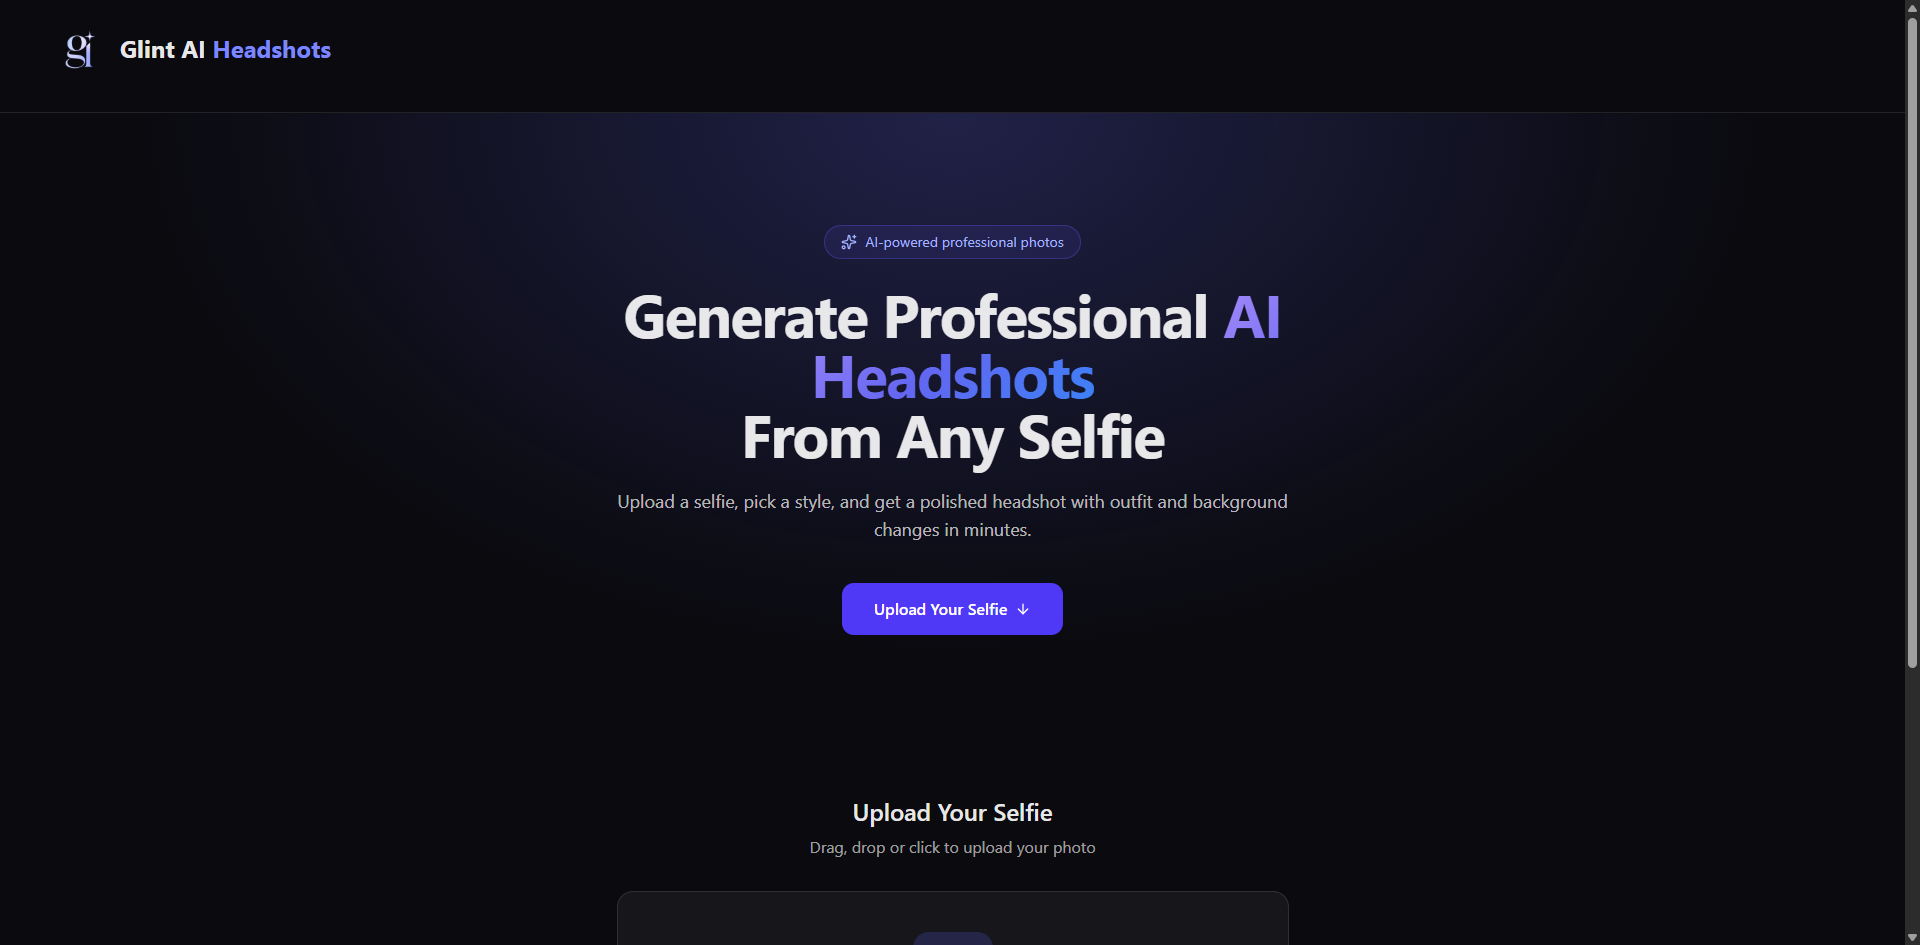 gi
Glint AI Headshots
AI-powered professional photos
Generate Professional AI
Headshots
From Any Selfie
Upload a selfie, pick a style, and get a polished headshot with outfit and background
changes in minutes.
Upload Your Selfie ↓
Upload Your Selfie
Drag, drop or click to upload your photo